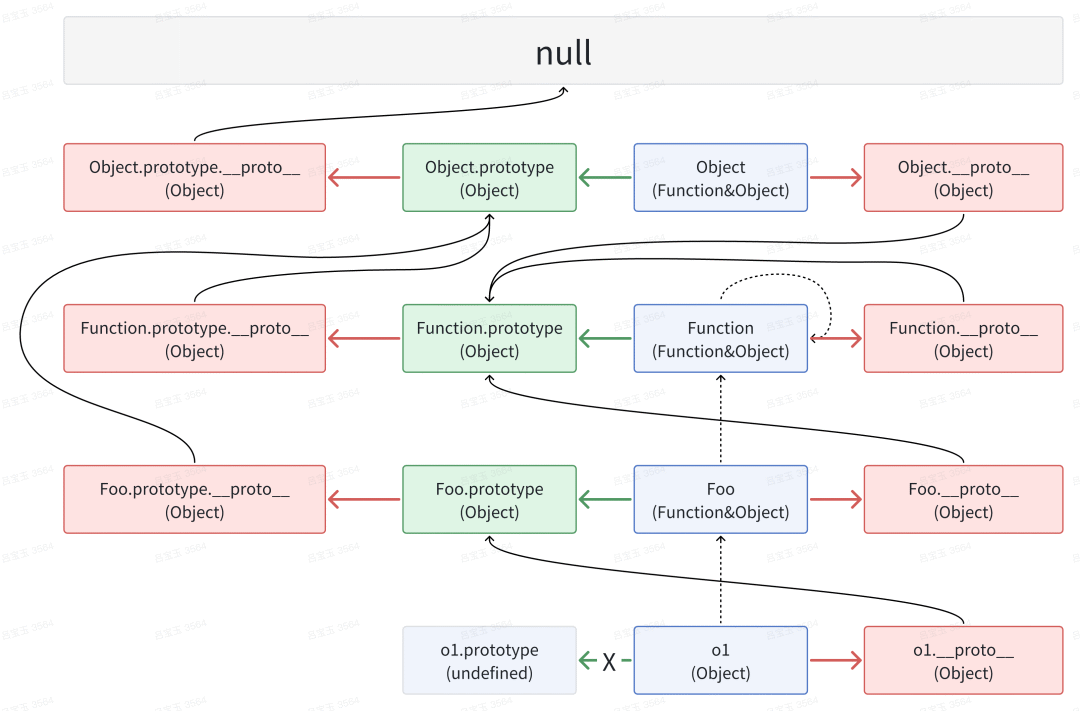 null
Object.prototype.__proto__
(Object)
Object.prototype
(Object)
Object
(Function&Object)
Object.__proto__
(Object)
Function.prototype.__proto__
(Object)
Function.prototype
(Object)
Function
(Function&Object)
Function.__proto__
(Object)
Foo.prototype.__proto__
(Object)
Foo.prototype
(Object)
Foo
(Function&Object)
Foo.__proto__
(Object)
o1.prototype
(undefined)
X
o1
(Object)
o1.__proto__
(Object)